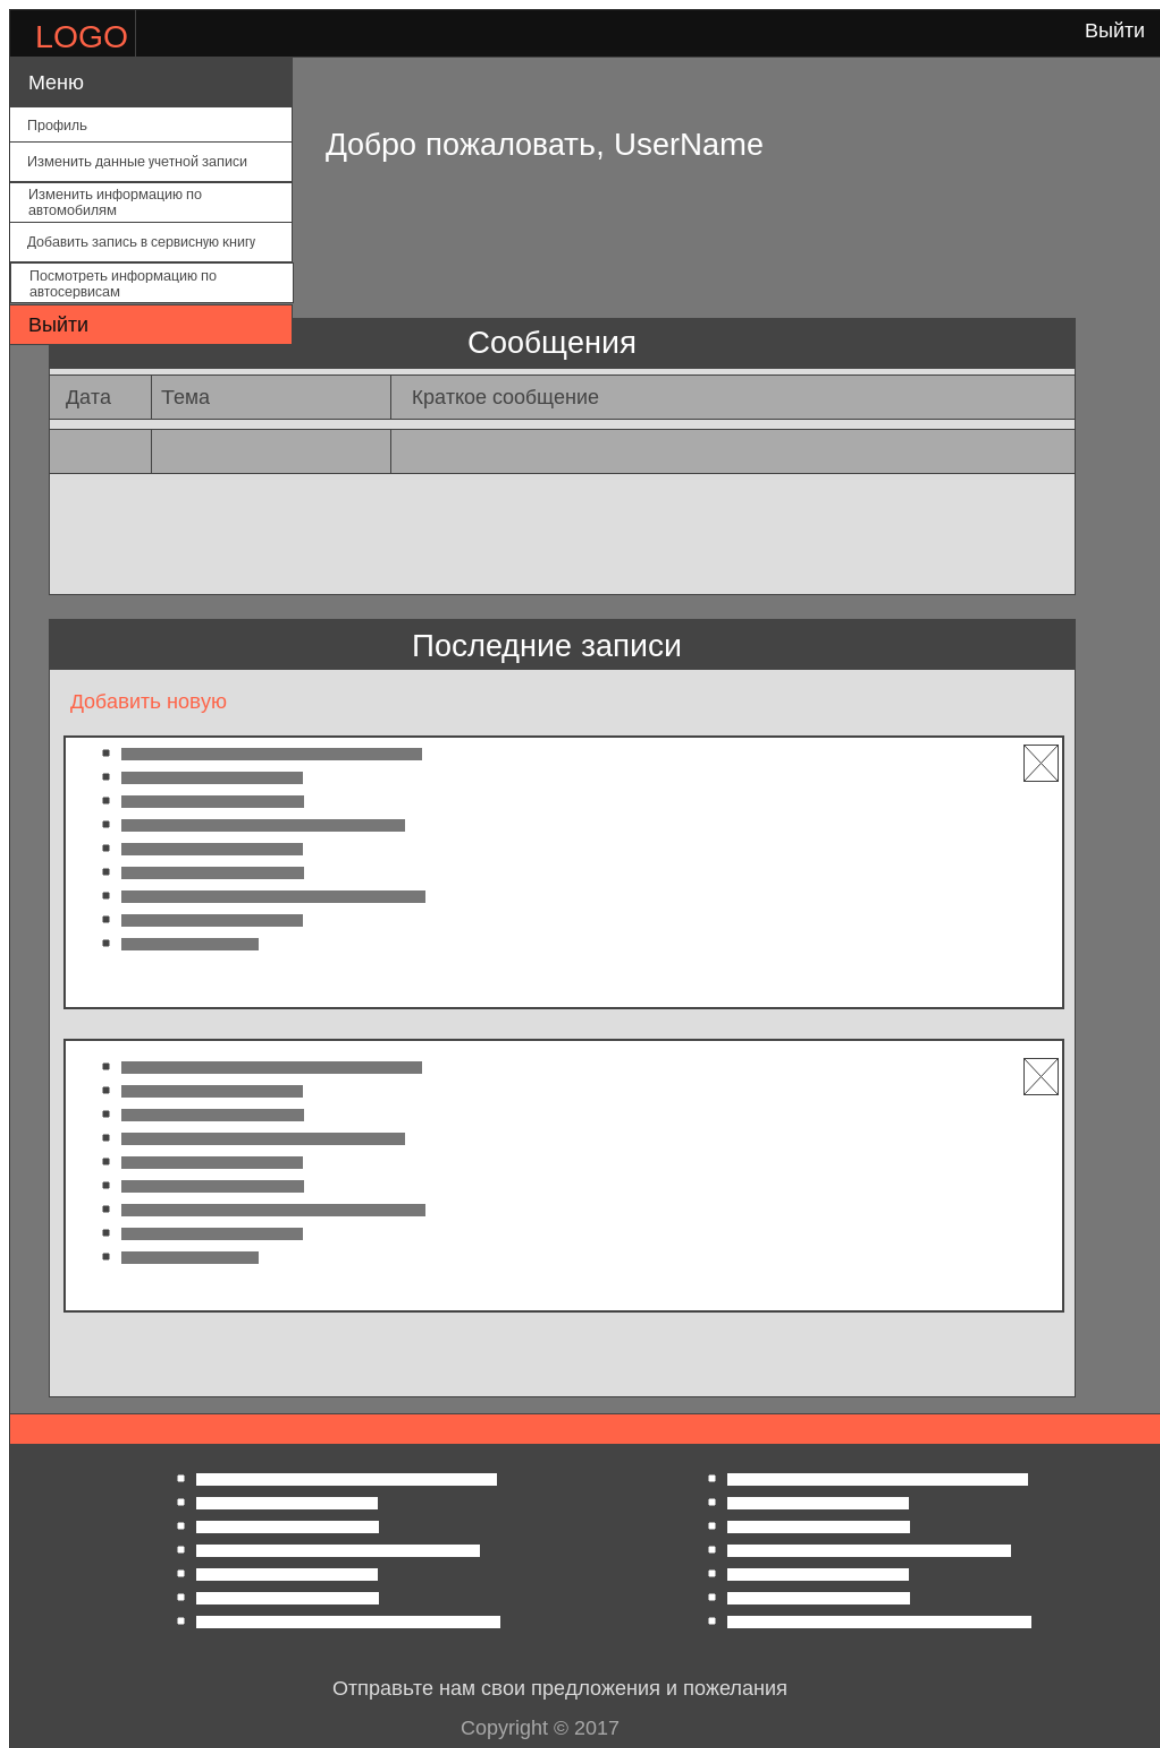 LOGO
Выйти
Меню
Профиль
Изменить данные учетной записи
Изменить информацию по
автомобилям
Добавить запись в сервисную книгу
Посмотреть информацию по
автосервисам
Выйти
Добро пожаловать, UserName
Сообщения
Дата Тема Краткое сообщение
Последние записи
Добавить новую
Отправьте нам свои предложения и пожелания
Copyright © 2017